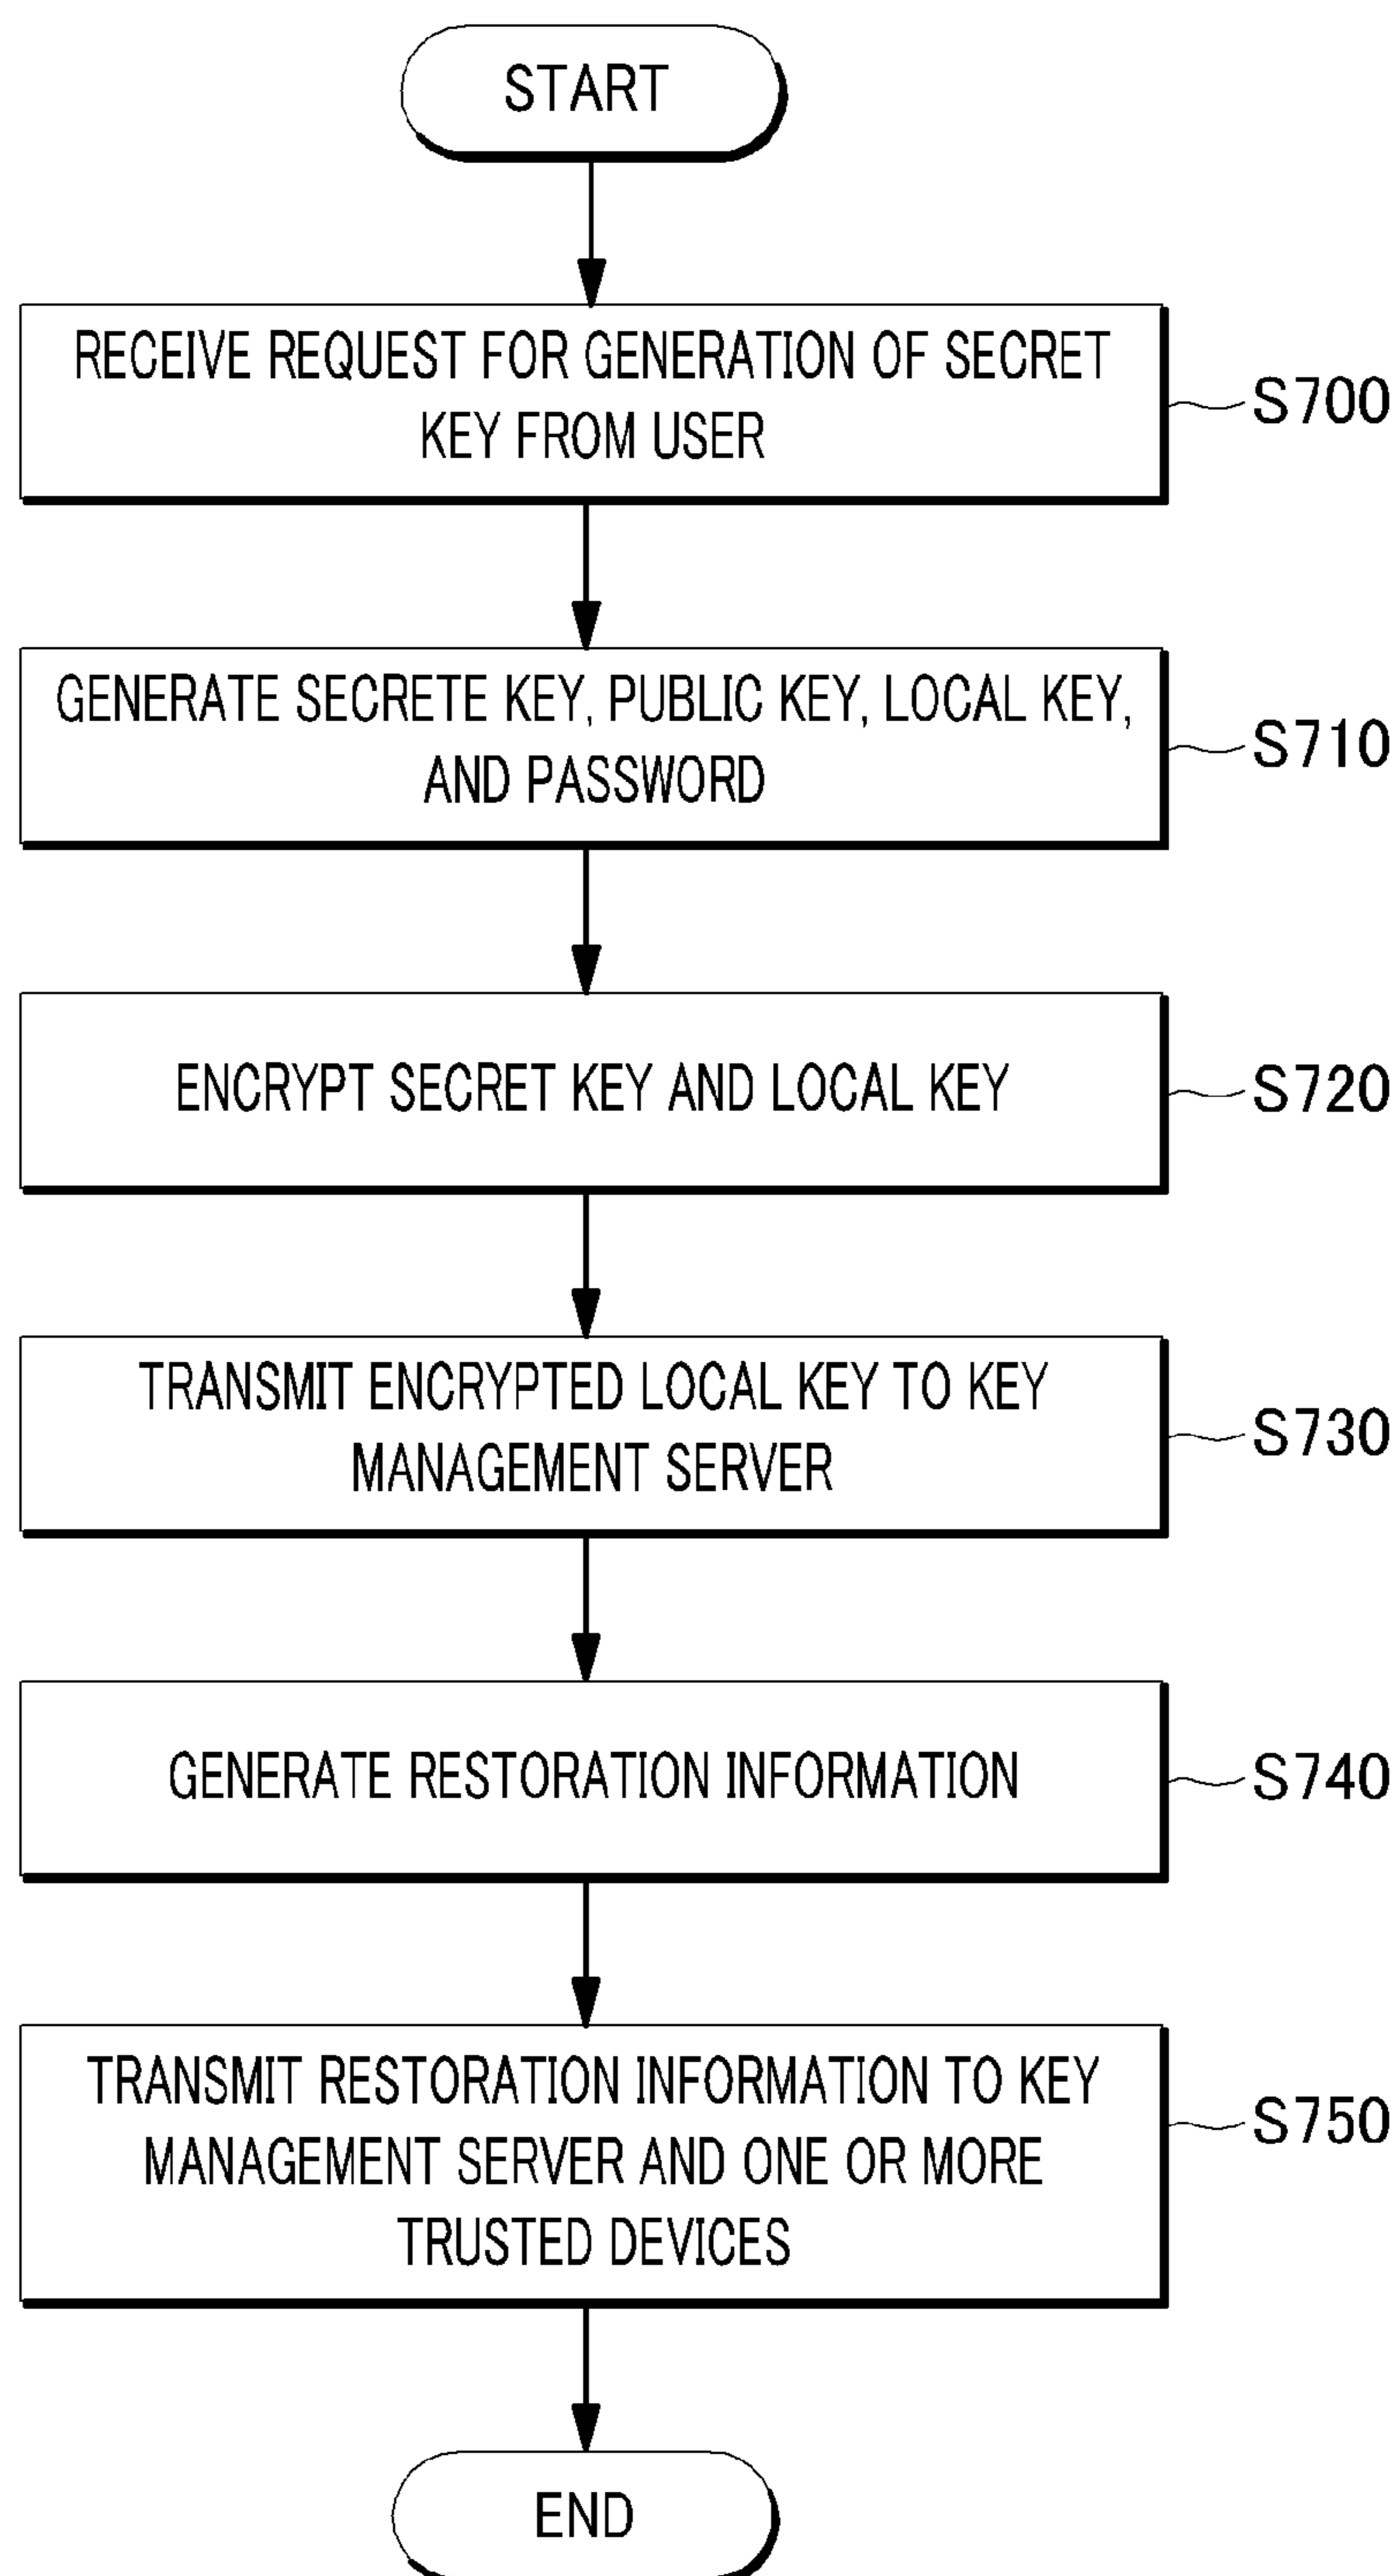 START
RECEIVE REQUEST FOR GENERATION OF SECRET
KEY FROM USER
S700
GENERATE SECRETE KEY, PUBLIC KEY, LOCAL KEY,
AND PASSWORD
S710
ENCRYPT SECRET KEY AND LOCAL KEY
S720
TRANSMIT ENCRYPTED LOCAL KEY TO KEY
MANAGEMENT SERVER
S730
GENERATE RESTORATION INFORMATION
S740
TRANSMIT RESTORATION INFORMATION TO KEY
MANAGEMENT SERVER AND ONE OR MORE
TRUSTED DEVICES
S750
END